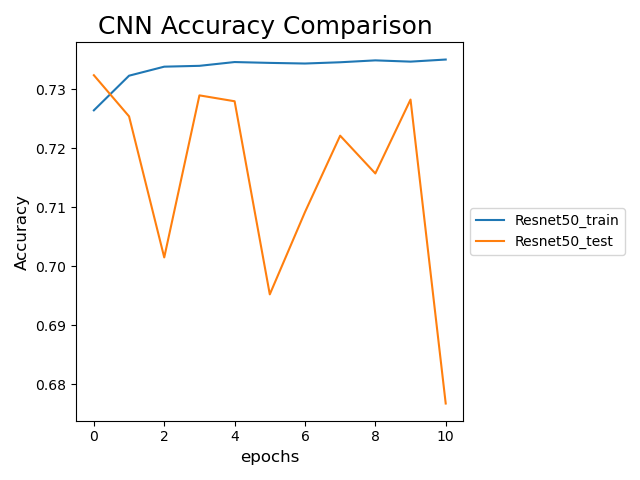 CNN Accuracy Comparison
0.73
0.72
0.71
0.70
0.69
0.68
Accuracy
0 2 4 6 8 10
epochs
Resnet50_train
Resnet50_test